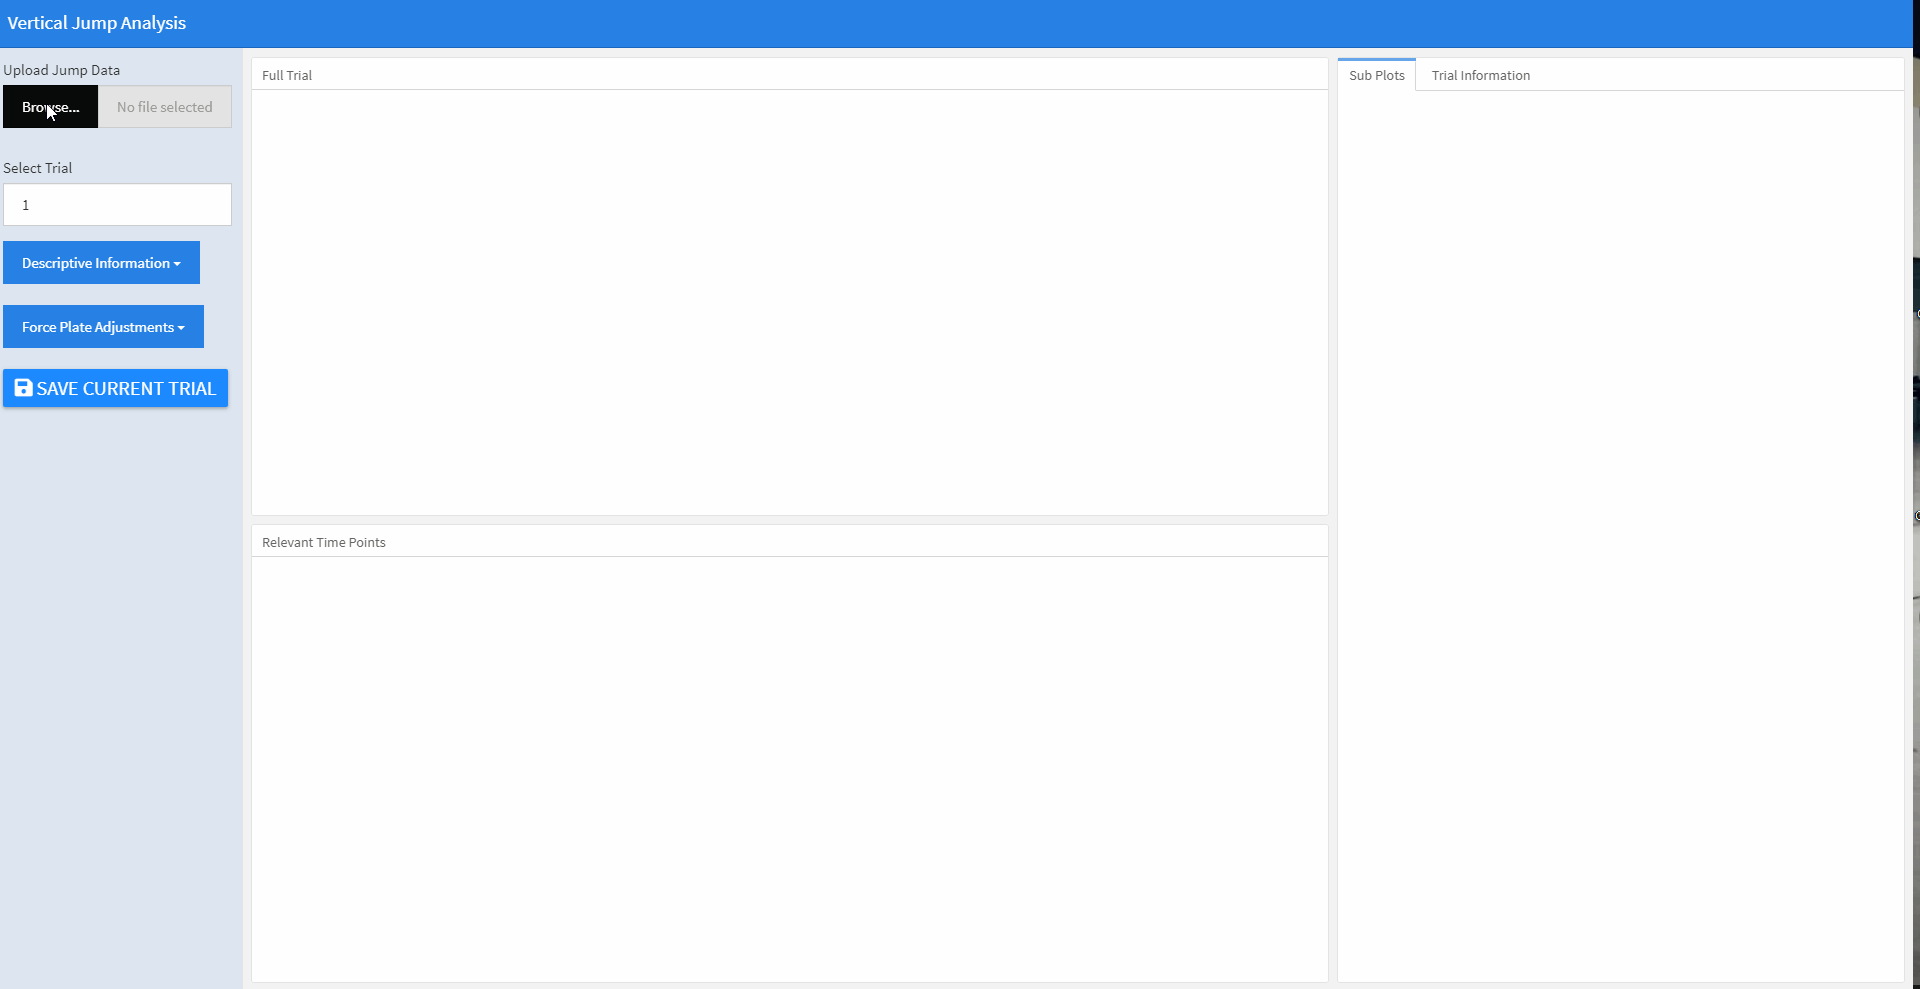 Vertical Jump Analysis
Upload Jump Data
Browse... No file selected
Select Trial
1
Descriptive Information
Force Plate Adjustments
SAVE CURRENT TRIAL
Full Trial
Relevant Time Points
Sub Plots Trial Information